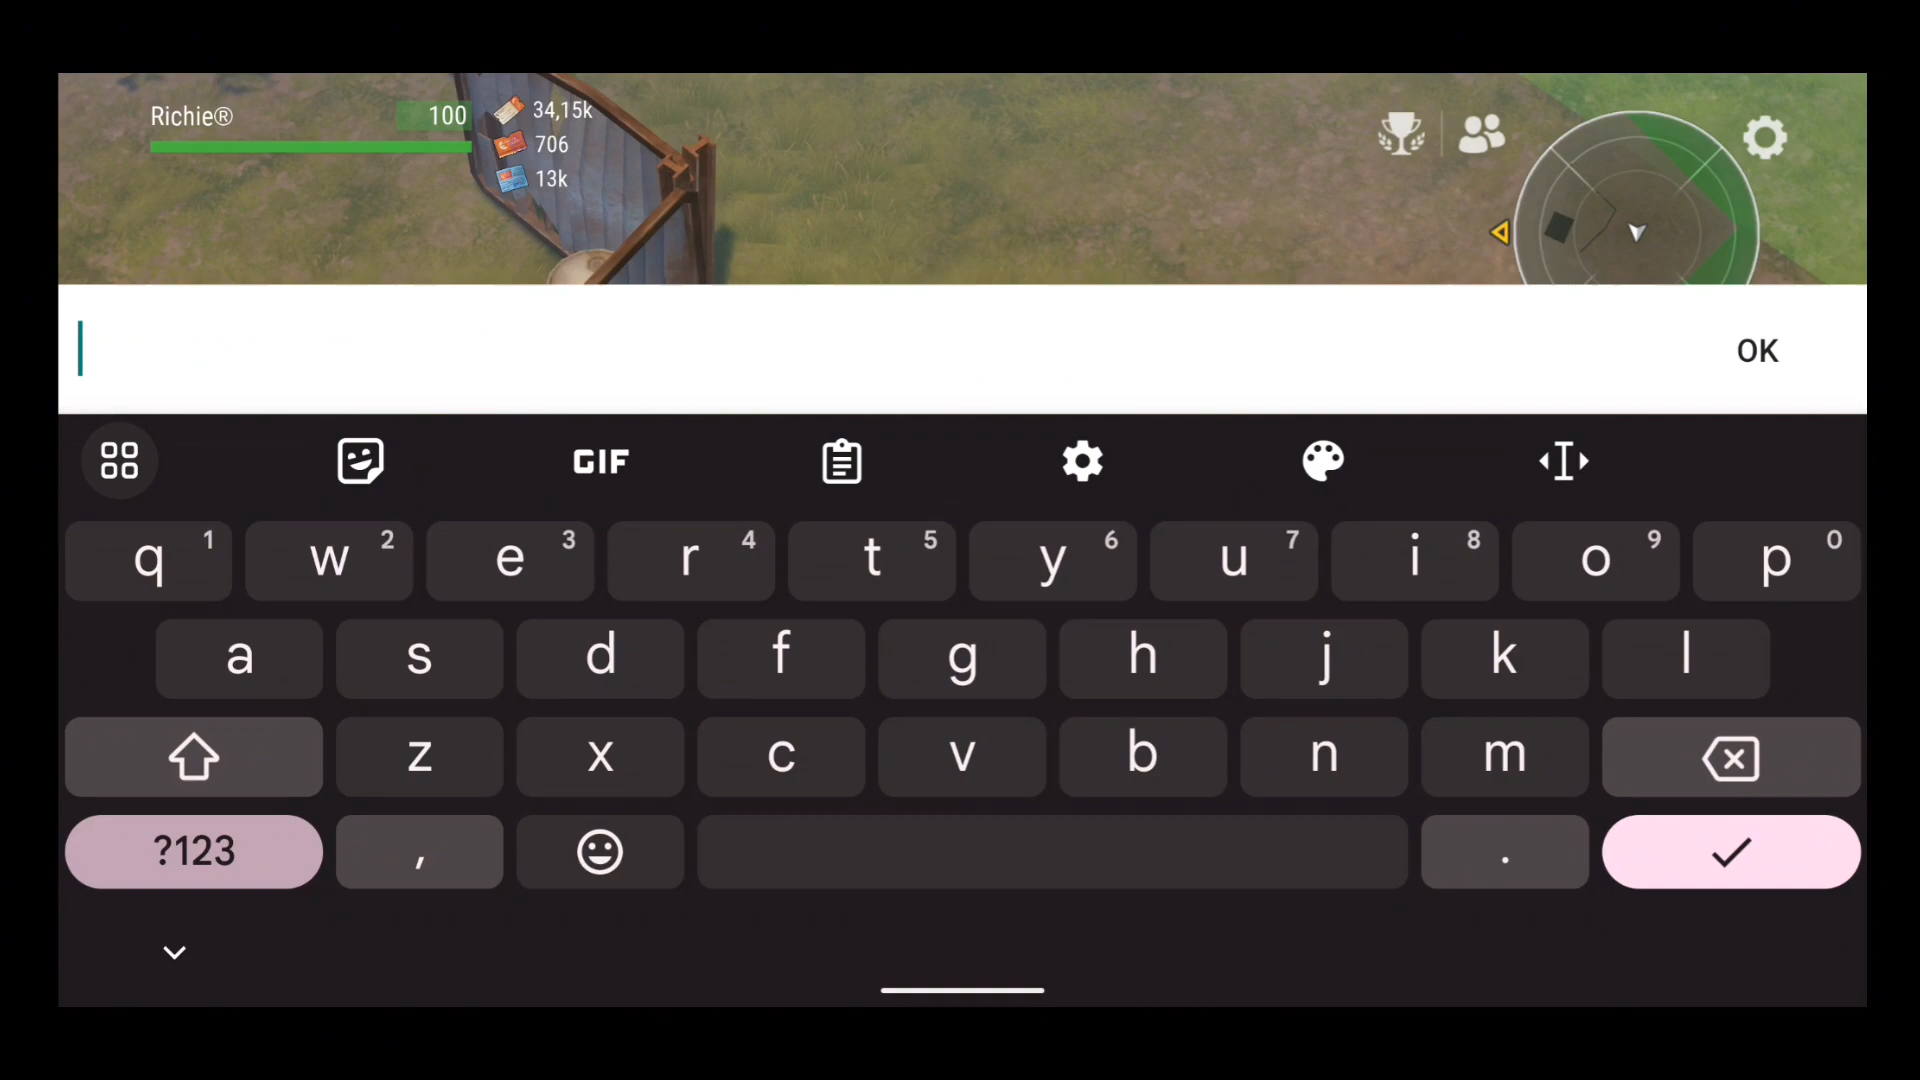 Richie® 100 34,15k
706
13k
OK
GIF
q 1 w 2 e 3 r 4 t 5 y 6 u 7 i 8 o 9 p 0
a s d f g h j k l
z x c v b n m
?123 , .